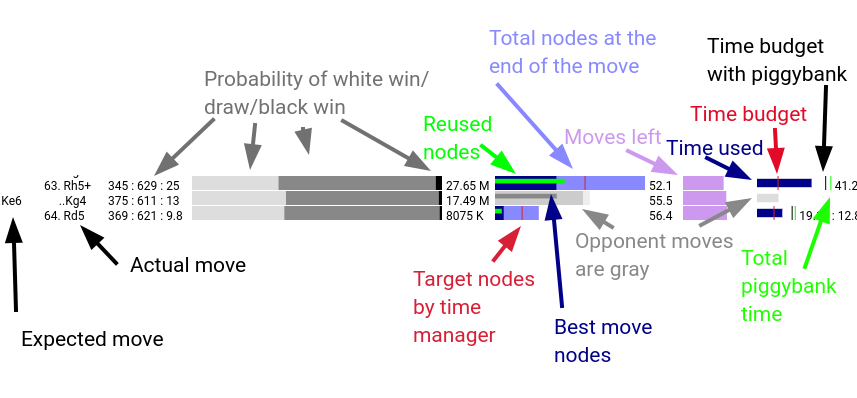 Total nodes at the
end of the move
Time budget
with piggybank
Probability of white win/
draw/black win
Time budget
Reused
nodes
Moves left
Time used
63. Rh5+ 345 : 629 : 25 27.65 M 52.1 41.2
Ke6 ..Kg4 375 : 611 : 13 17.49 M 55.5
64. Rd5 369 : 621 : 9.8 8075 K 56.4 : 12.8
Opponent moves
are gray
Actual move
Total
piggybank
time
Target nodes
by time
manager
Best move
nodes
Expected move